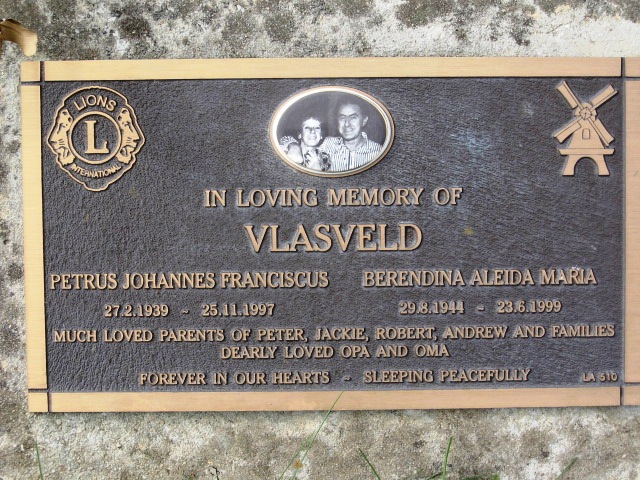 LIONS
L
INTERNATIONAL
IN LOVING MEMORY OF
VLASVELD
PETRUS JOHANNES FRANCISCUS BERENDINA ALEIDA MARIA
27.2.1939 ~ 25.11.1997 29.8.1944 ~ 23.6.1999
MUCH LOVED PARENTS OF PETER, JACKIE, ROBERT, ANDREW AND FAMILIES
DEARLY LOVED OPA AND OMA
FOREVER IN OUR HEARTS ~ SLEEPING PEACEFULLY
LA 510